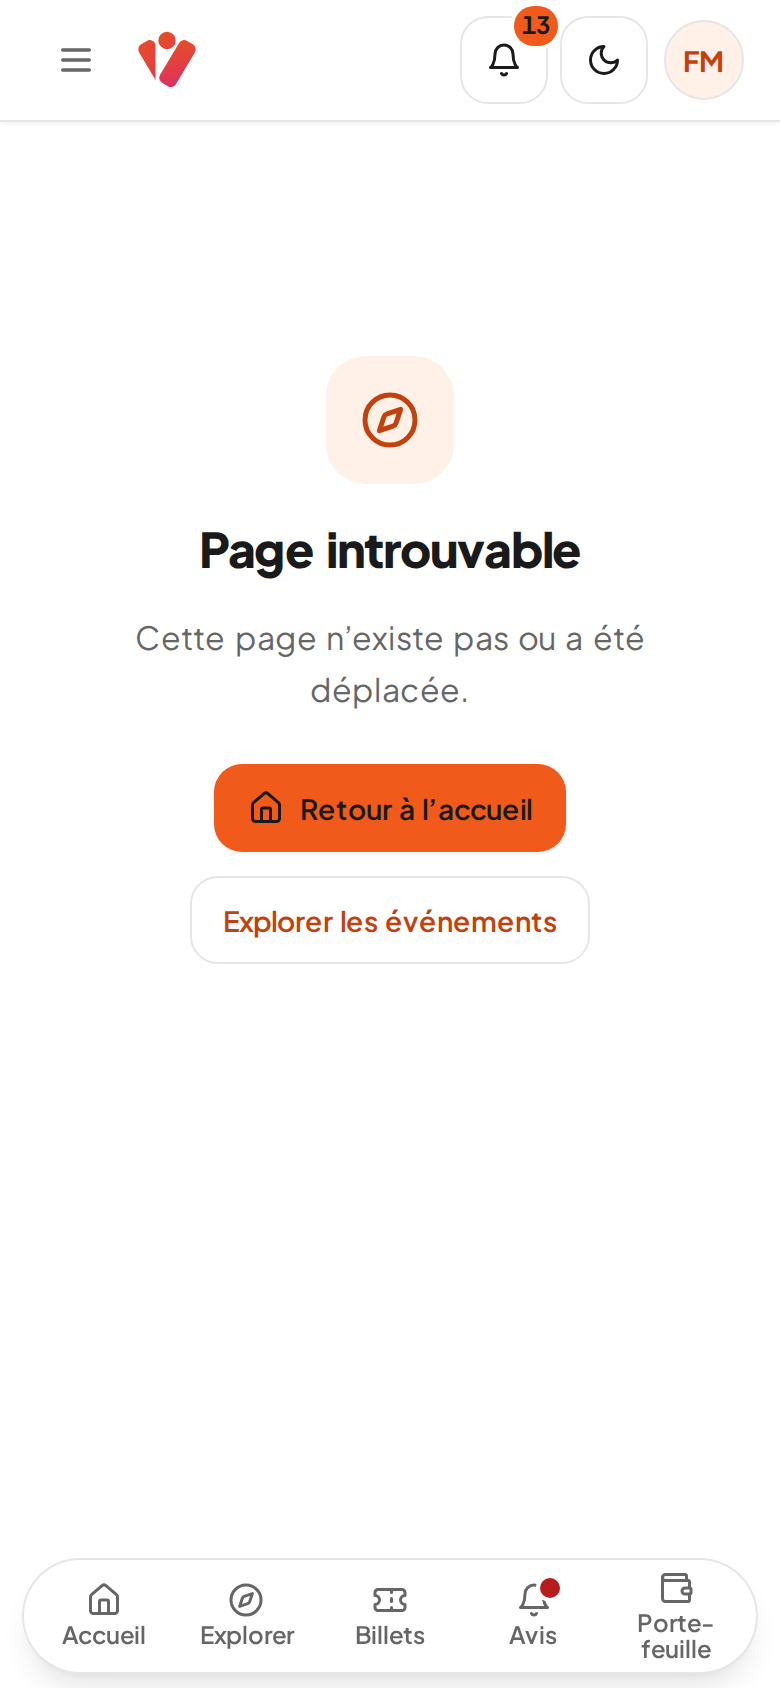 13
FM
Page introuvable
Cette page n’existe pas ou a été
déplacée.
Retour à l’accueil
Explorer les événements
Accueil
Explorer
Billets
Avis
Porte-
feuille